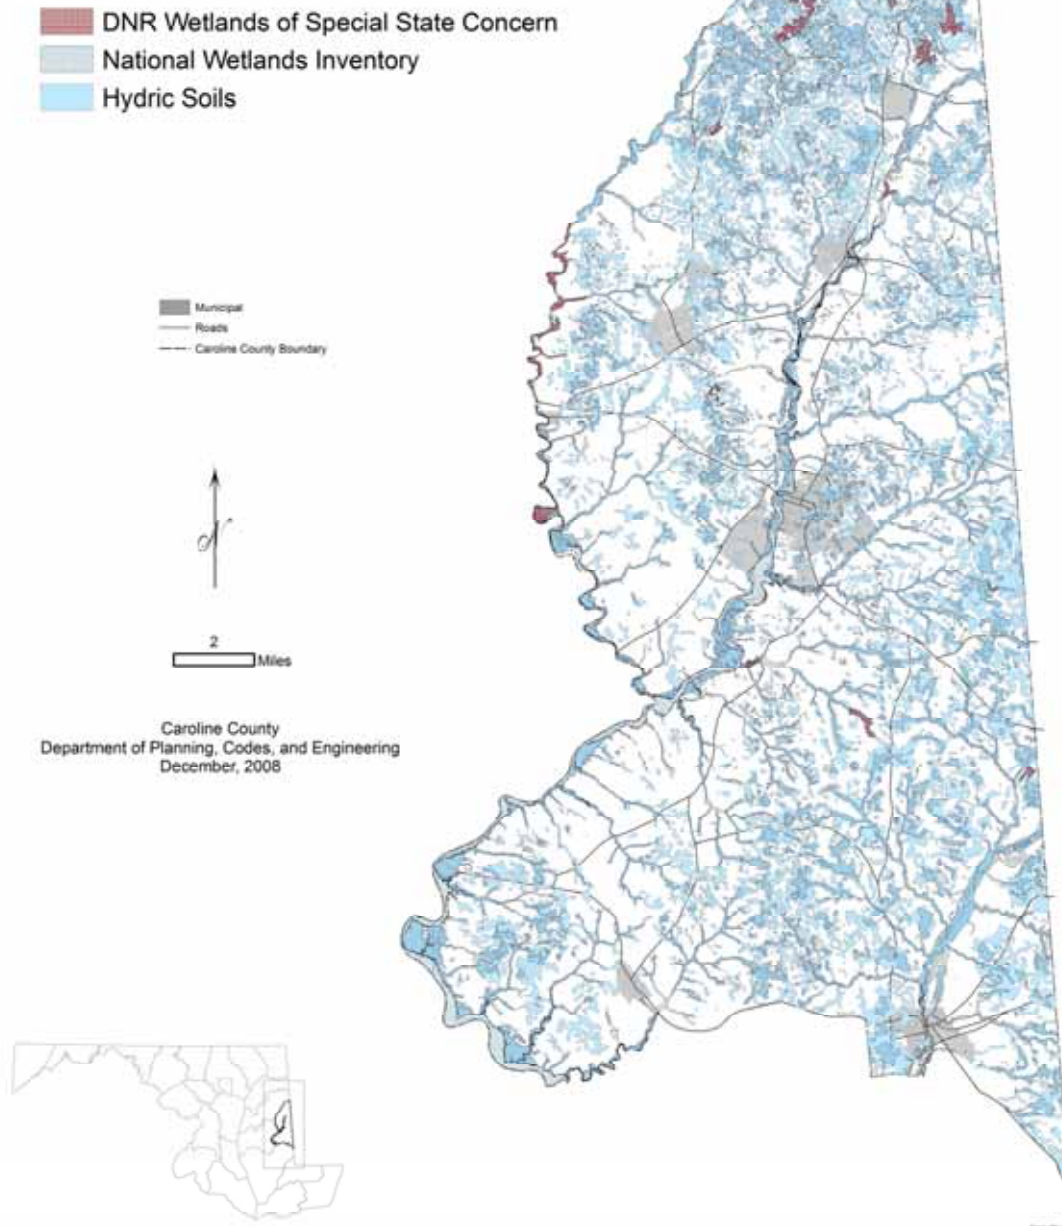 DNR Wetlands of Special State Concern
National Wetlands Inventory
Hydric Soils
Municipal
Roads
Caroline County Boundary
N
2
Miles
Caroline County
Department of Planning, Codes, and Engineering
December, 2008